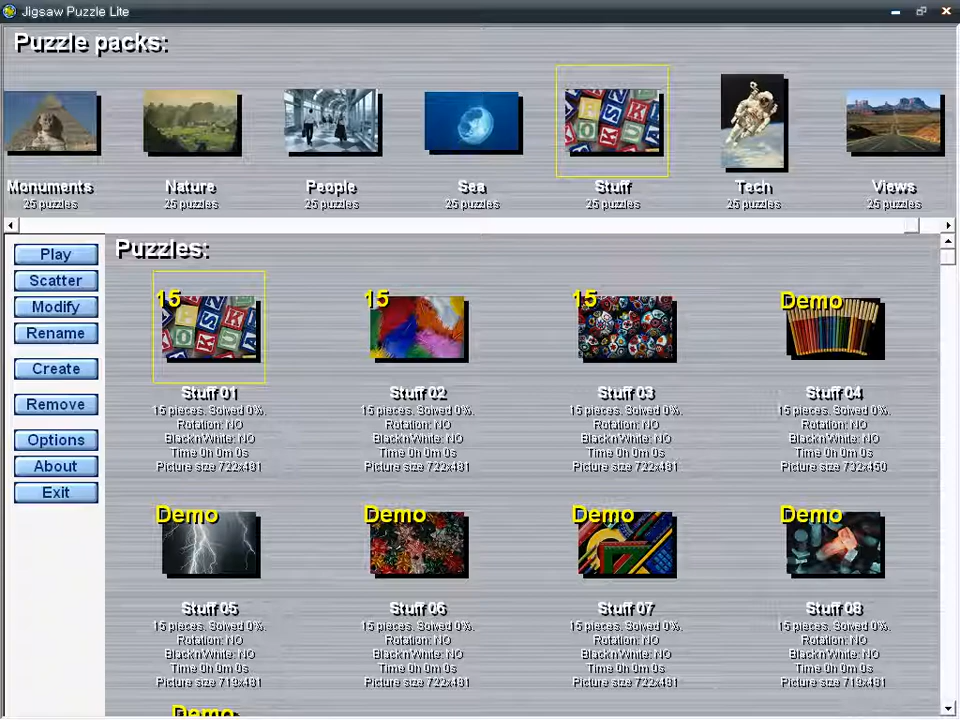 Jigsaw Puzzle Lite
Puzzle packs:
Monuments
25 puzzles
Nature
25 puzzles
People
25 puzzles
Sea
25 puzzles
Stuff
25 puzzles
Tech
25 puzzles
Views
25 puzzles
Play
Scatter
Modify
Rename
Create
Remove
Options
About
Exit
Puzzles:
15
Stuff 01
15 pieces. Solved 0%.
Rotation: NO
Black'n'White: NO
Time 0h 0m 0s
Picture size 722x481
15
Stuff 02
15 pieces. Solved 0%.
Rotation: NO
Black'n'White: NO
Time 0h 0m 0s
Picture size 722x481
15
Stuff 03
15 pieces. Solved 0%.
Rotation: NO
Black'n'White: NO
Time 0h 0m 0s
Picture size 722x481
Demo
Stuff 04
15 pieces. Solved 0%.
Rotation: NO
Black'n'White: NO
Time 0h 0m 0s
Picture size 732x450
Demo
Stuff 05
15 pieces. Solved 0%.
Rotation: NO
Black'n'White: NO
Time 0h 0m 0s
Picture size 719x481
Demo
Stuff 06
15 pieces. Solved 0%.
Rotation: NO
Black'n'White: NO
Time 0h 0m 0s
Picture size 722x481
Demo
Stuff 07
15 pieces. Solved 0%.
Rotation: NO
Black'n'White: NO
Time 0h 0m 0s
Picture size 722x481
Demo
Stuff 08
15 pieces. Solved 0%.
Rotation: NO
Black'n'White: NO
Time 0h 0m 0s
Picture size 719x481
Demo